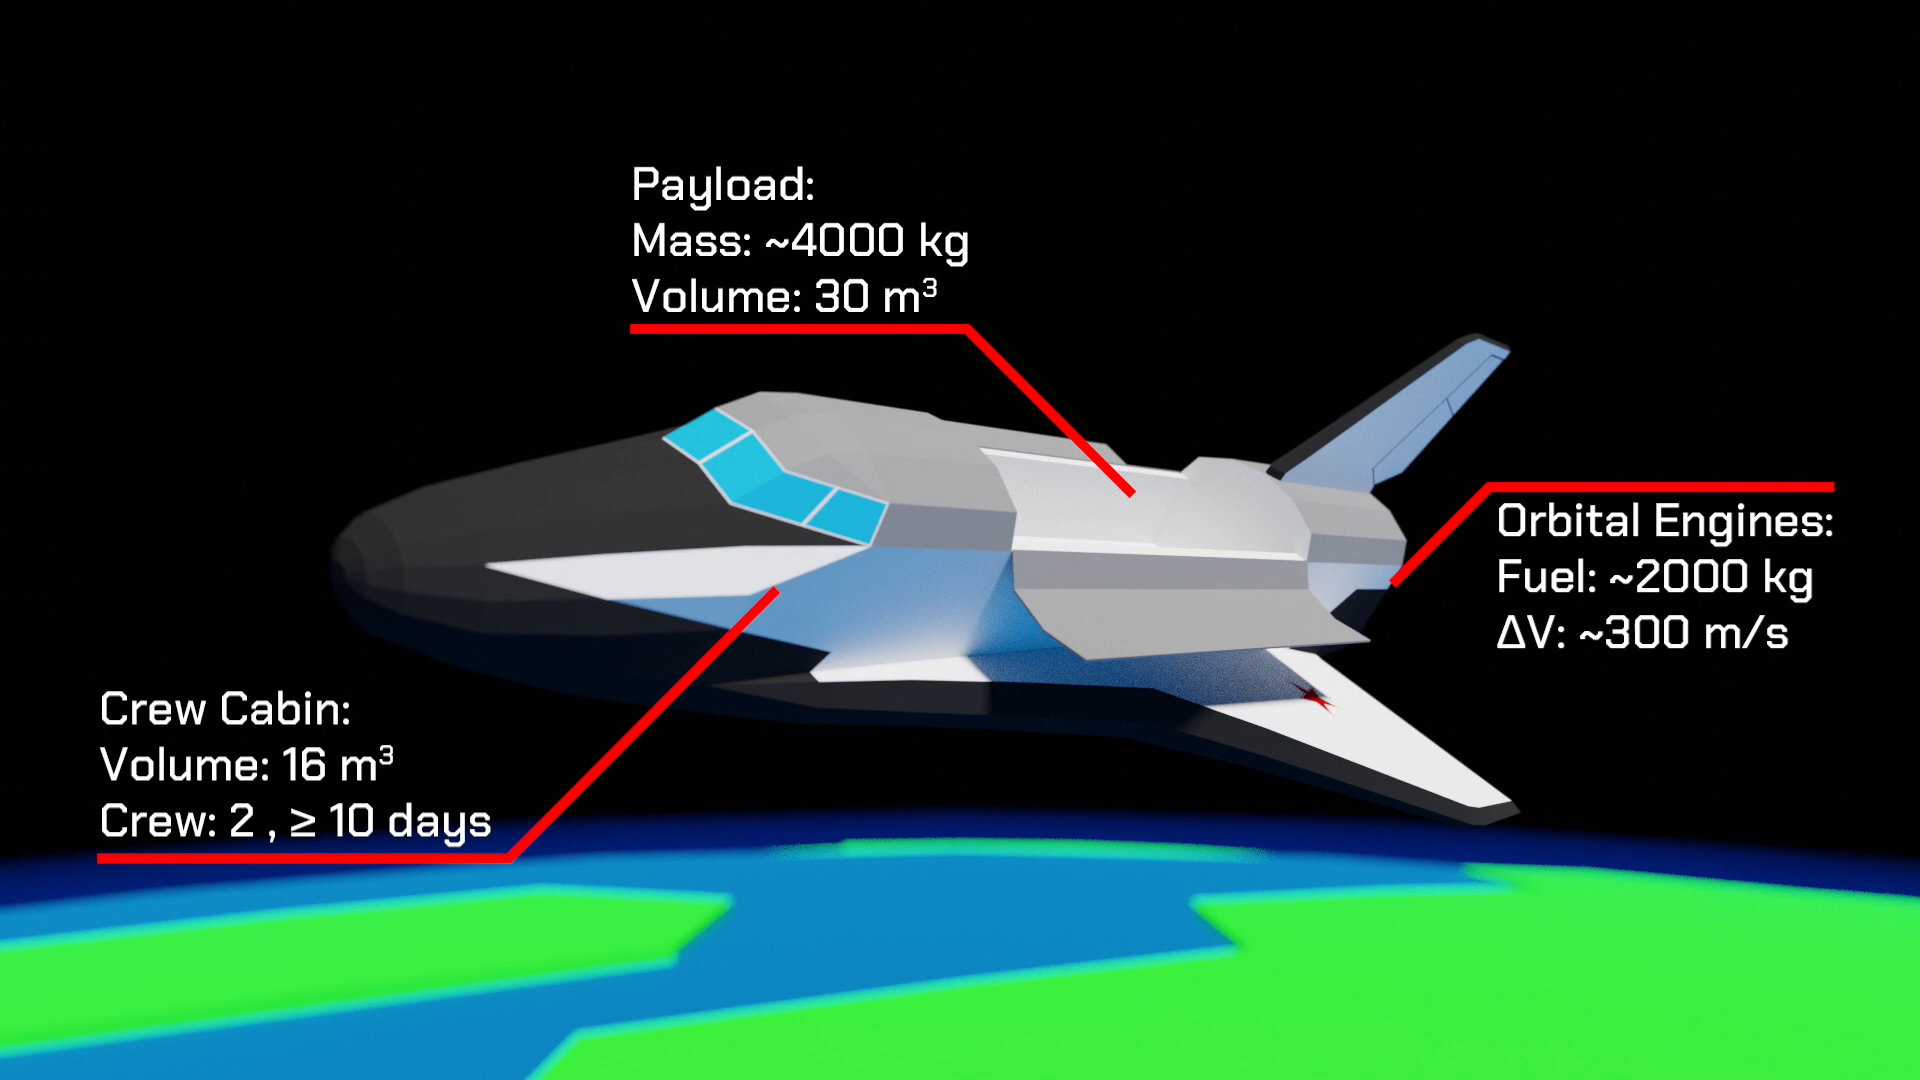 Payload:
Mass: ~4000 kg
Volume: 30 m³
Orbital Engines:
Fuel: ~2000 kg
ΔV: ~300 m/s
Crew Cabin:
Volume: 16 m³
Crew: 2 , ≥ 10 days